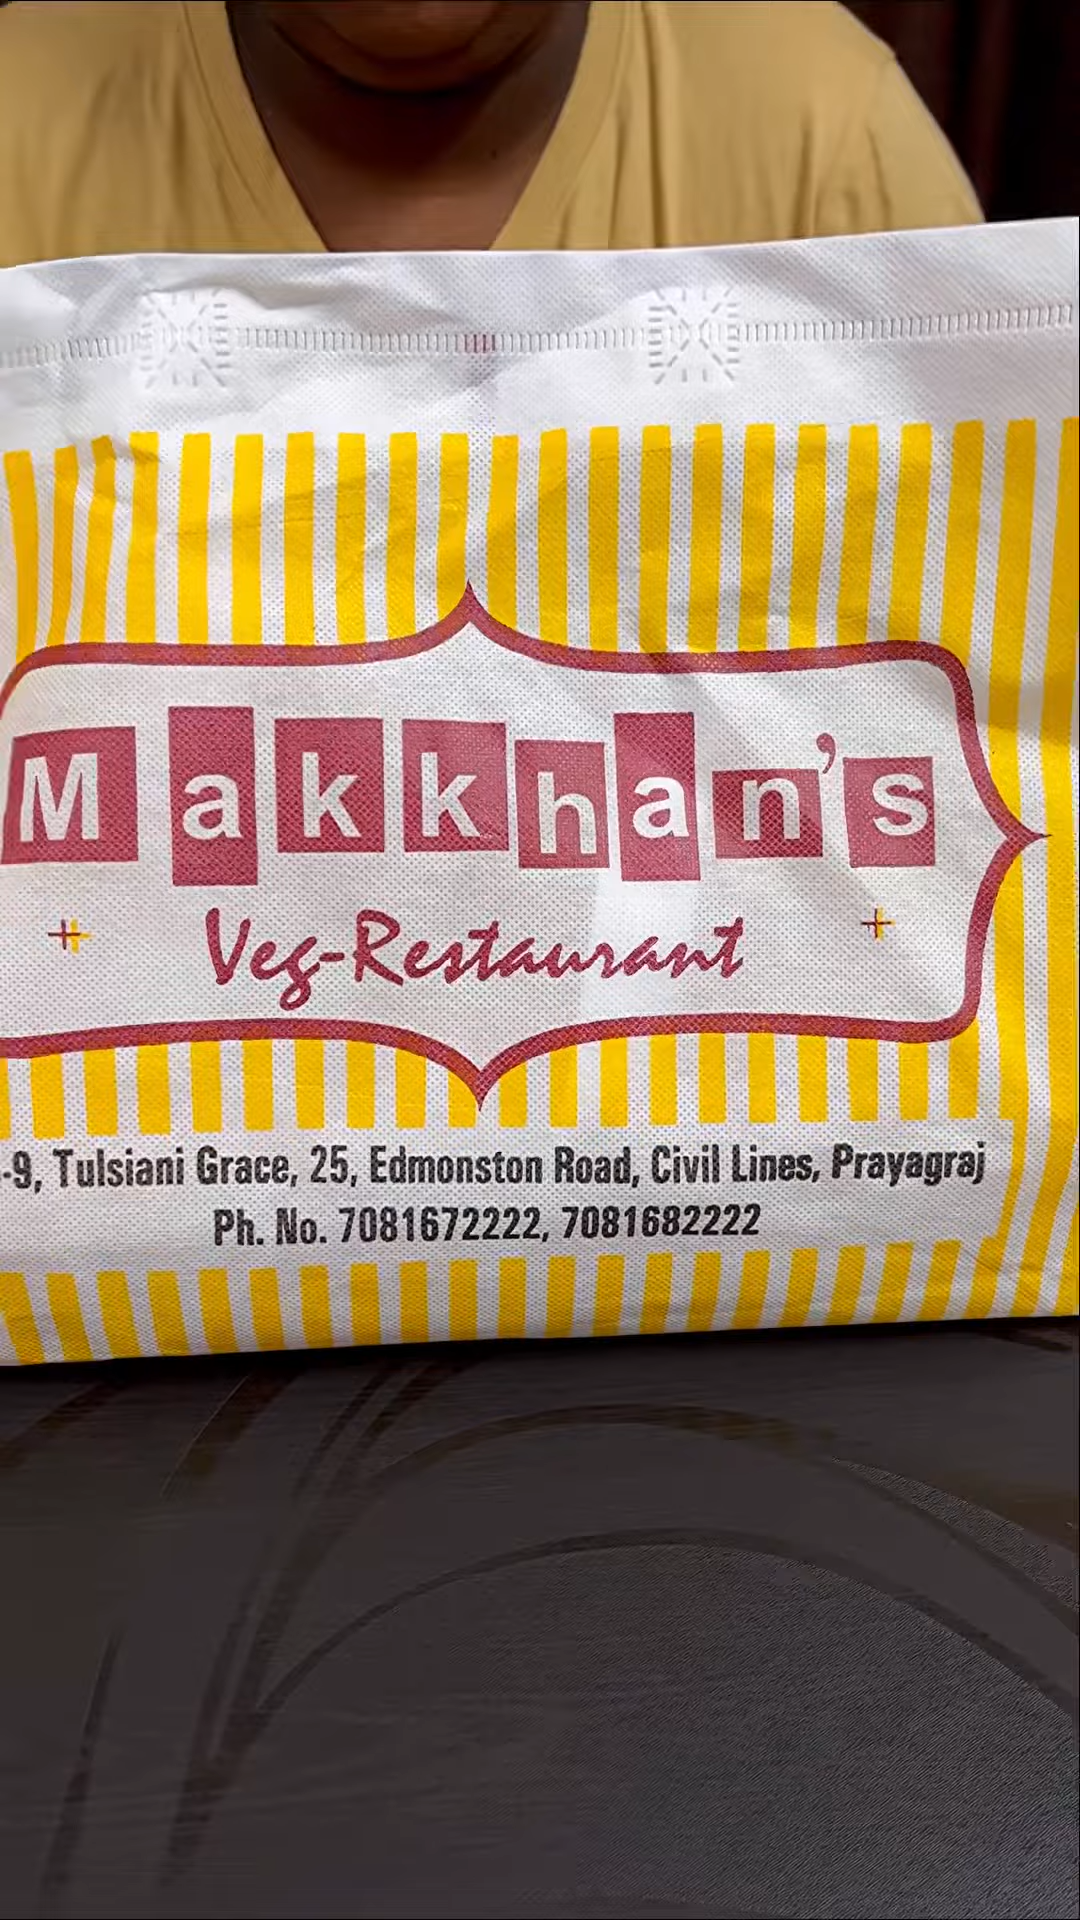 Makkhan's
Veg-Restaurant
-9, Tulsiani Grace, 25, Edmonston Road, Civil Lines, Prayagraj
Ph. No. 7081672222, 7081682222